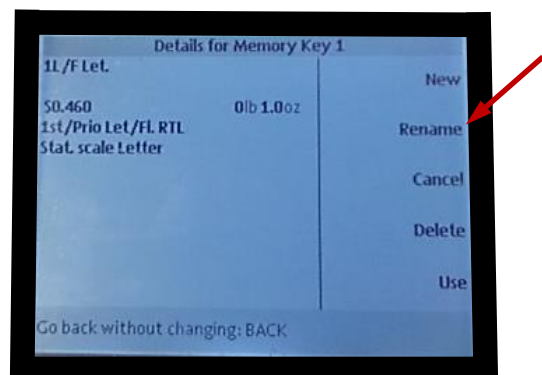 Details for Memory Key 1
1L/F Let.
New
$0.460 0lb 1.0oz
1st/Prio Let/Fl. RTL
Rename
Stat. scale Letter
Cancel
Delete
Use
Go back without changing: BACK